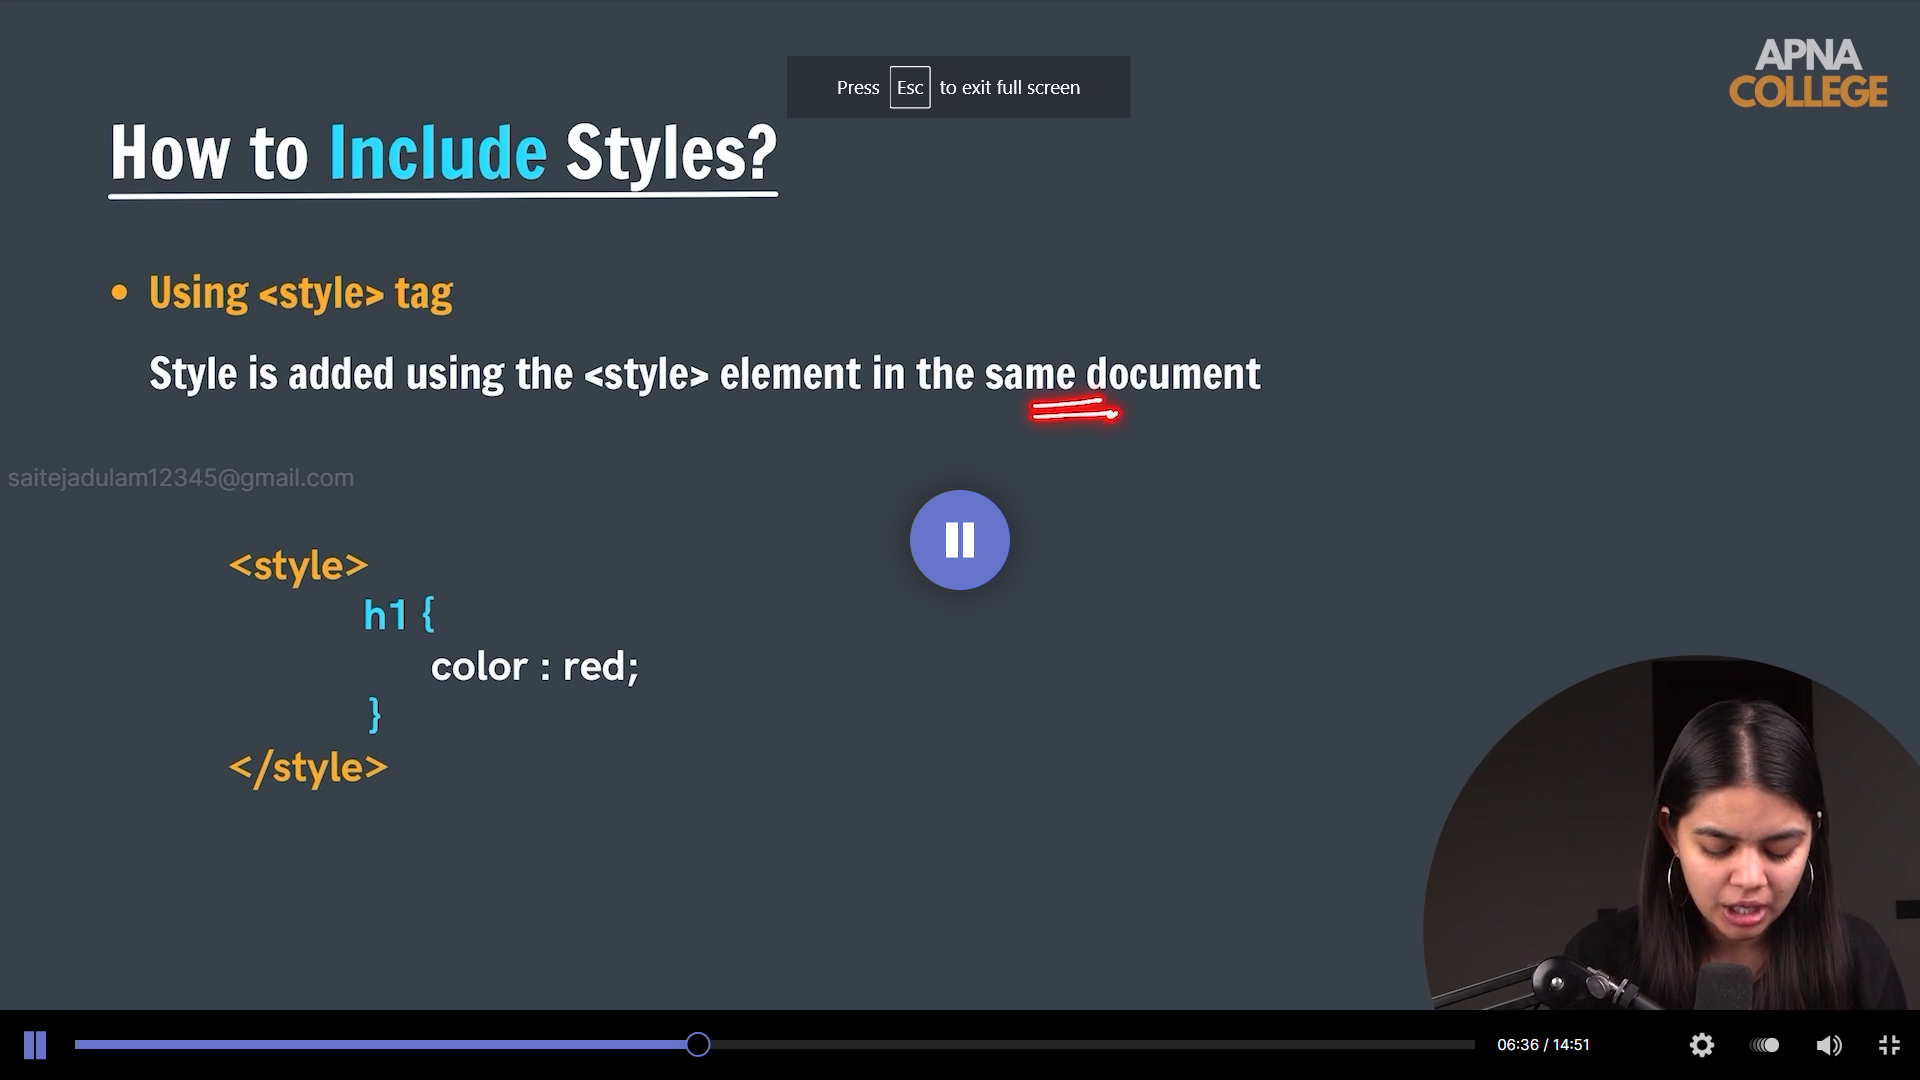 APNA
COLLEGE
Press Esc to exit full screen
How to Include Styles?
• Using <style> tag
Style is added using the <style> element in the same document
saitejadulam12345@gmail.com
<style>
h1 {
color : red;
}
</style>
06:36 / 14:51